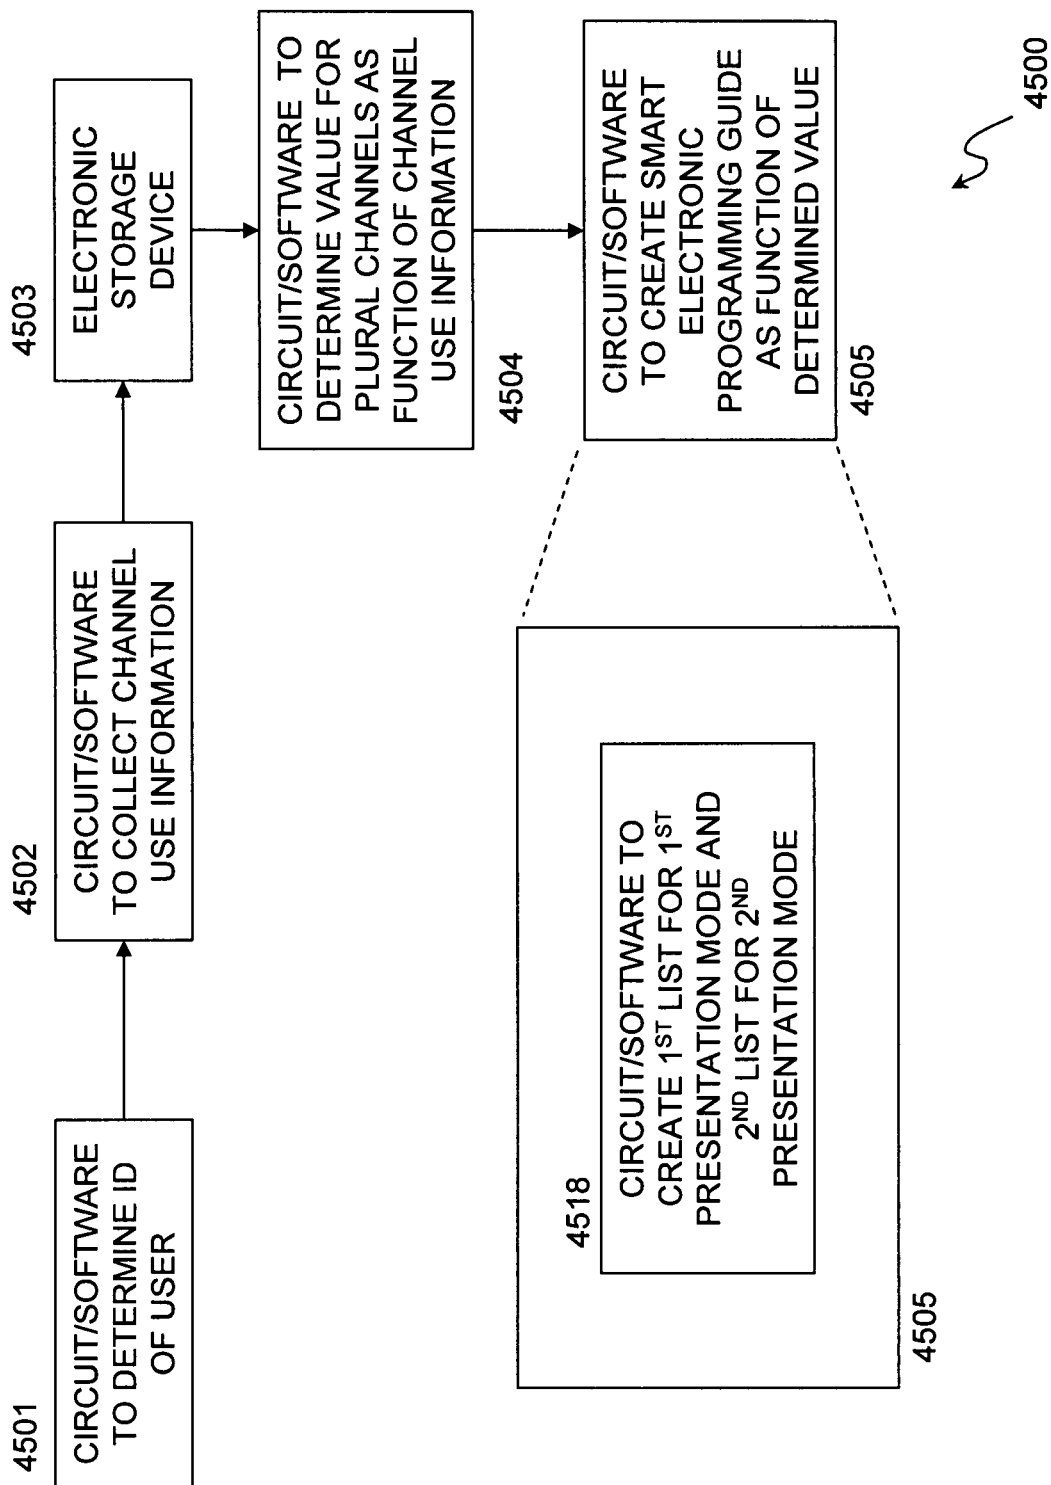 4501
CIRCUIT/SOFTWARE
TO DETERMINE ID
OF USER
4502
CIRCUIT/SOFTWARE
TO COLLECT CHANNEL
USE INFORMATION
4503
ELECTRONIC
STORAGE
DEVICE
CIRCUIT/SOFTWARE TO
DETERMINE VALUE FOR
PLURAL CHANNELS AS
FUNCTION OF CHANNEL
USE INFORMATION
4504
CIRCUIT/SOFTWARE
TO CREATE SMART
ELECTRONIC
PROGRAMMING GUIDE
AS FUNCTION OF
DETERMINED VALUE
4505
4518
CIRCUIT/SOFTWARE TO
CREATE 1ST LIST FOR 1ST
PRESENTATION MODE AND
2ND LIST FOR 2ND
PRESENTATION MODE
4505
4500